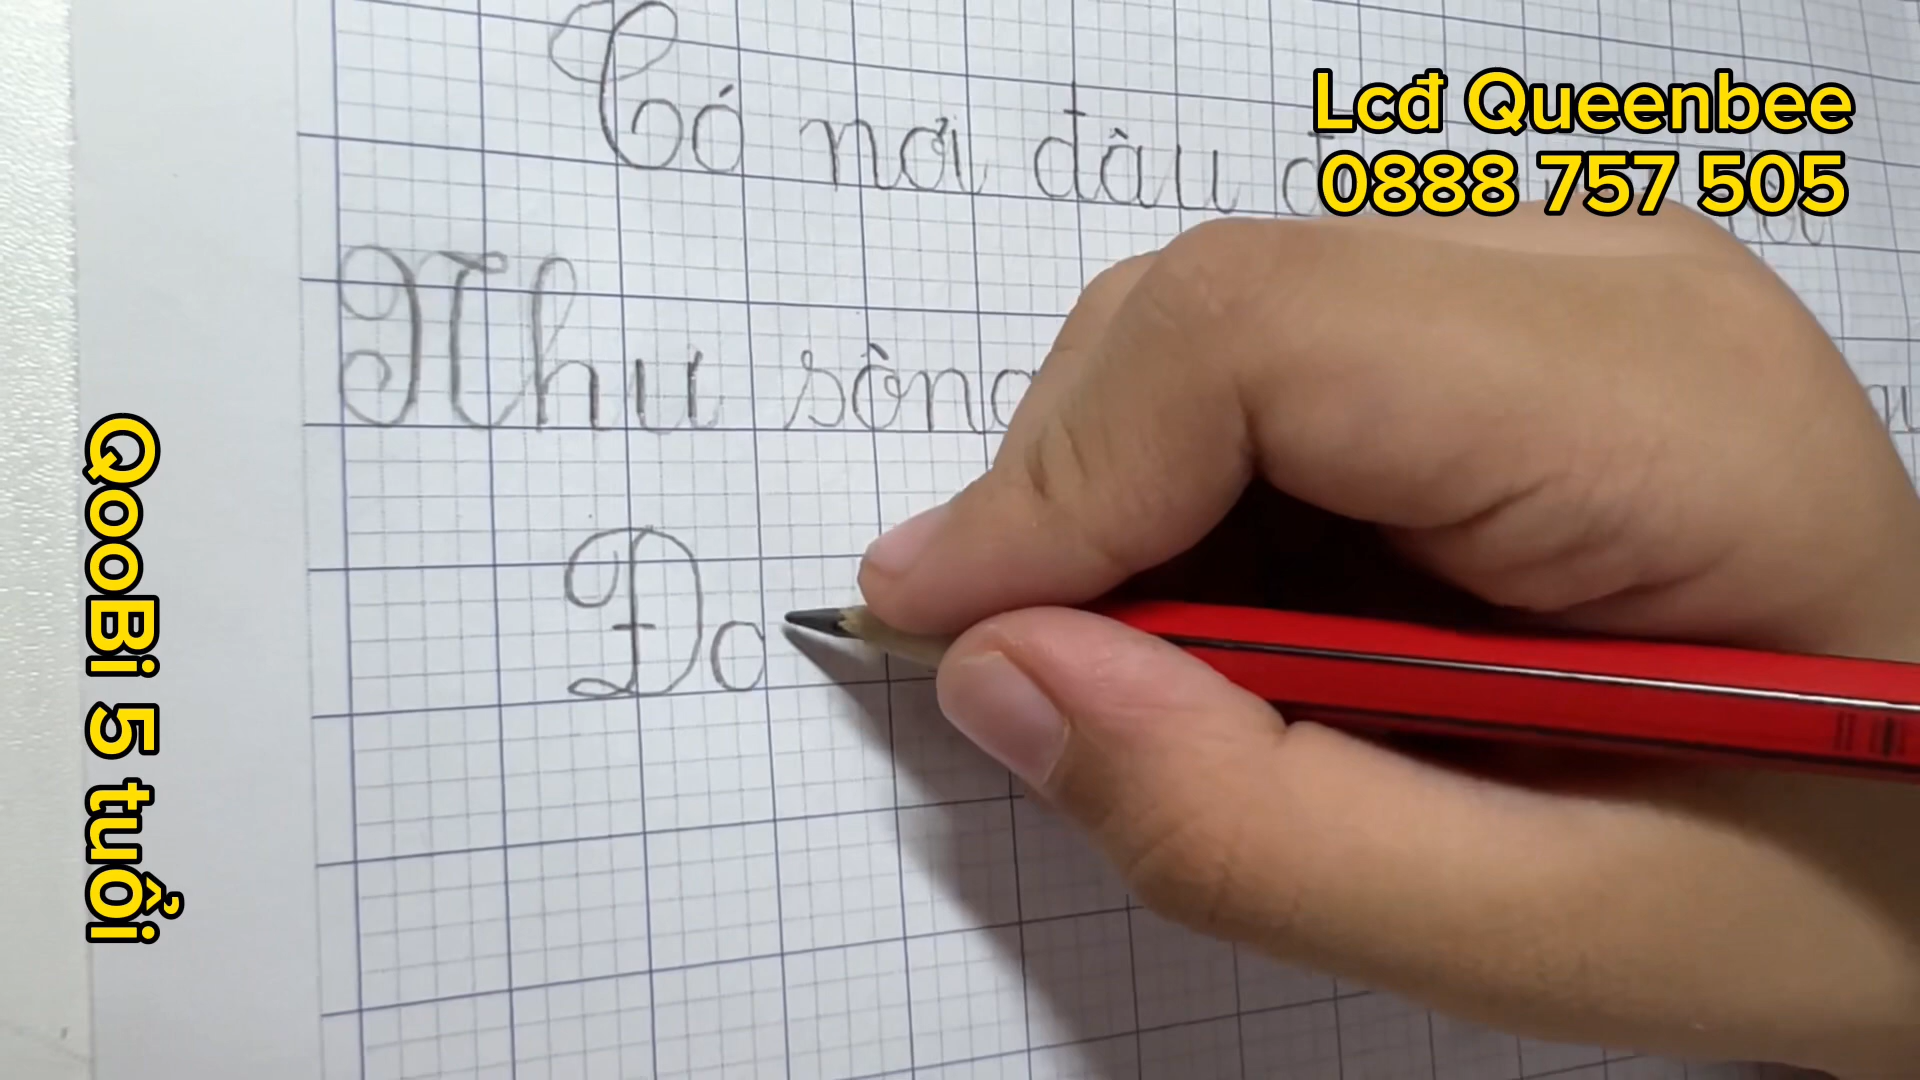 Lcđ Queenbee
0888 757 505
Có nơi đâu
Như sông
Đo
QooBi 5 tuổi